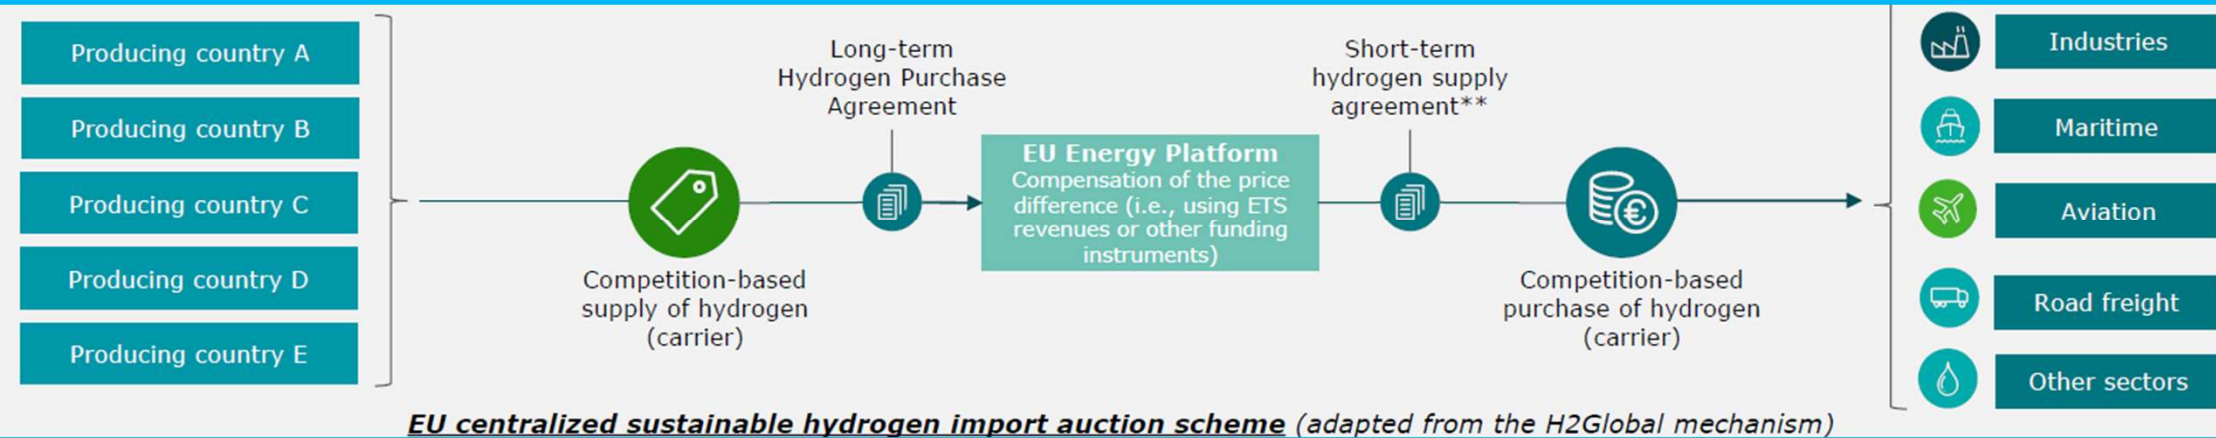 Producing country A
Producing country B
Producing country C
Producing country D
Producing country E
Competition-based
supply of hydrogen
(carrier)
Long-term
Hydrogen Purchase
Agreement
EU Energy Platform
Compensation of the price
difference (i.e., using ETS
revenues or other funding
instruments)
Short-term
hydrogen supply
agreement**
Competition-based
purchase of hydrogen
(carrier)
Industries
Maritime
Aviation
Road freight
Other sectors
EU centralized sustainable hydrogen import auction scheme (adapted from the H2Global mechanism)